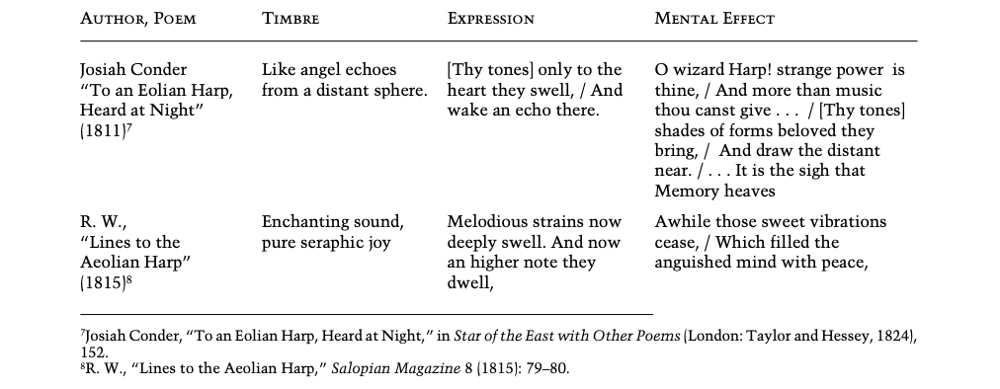 AUTHOR, POEM TIMBRE EXPRESSION MENTAL EFFECT
Josiah Conder
“To an Eolian Harp,
Heard at Night”
(1811)⁷
Like angel echoes
from a distant sphere.
[Thy tones] only to the
heart they swell, / And
wake an echo there.
O wizard Harp! strange power is
thine, / And more than music
thou canst give . . . / [Thy tones]
shades of forms beloved they
bring, / And draw the distant
near. / . . . It is the sigh that
Memory heaves
R. W.,
“Lines to the
Aeolian Harp”
(1815)⁸
Enchanting sound,
pure seraphic joy
Melodious strains now
deeply swell. And now
an higher note they
dwell,
Awhile those sweet vibrations
cease, / Which filled the
anguished mind with peace,
⁷Josiah Conder, “To an Eolian Harp, Heard at Night,” in Star of the East with Other Poems (London: Taylor and Hessey, 1824),
152.
⁸R. W., “Lines to the Aeolian Harp,” Salopian Magazine 8 (1815): 79–80.